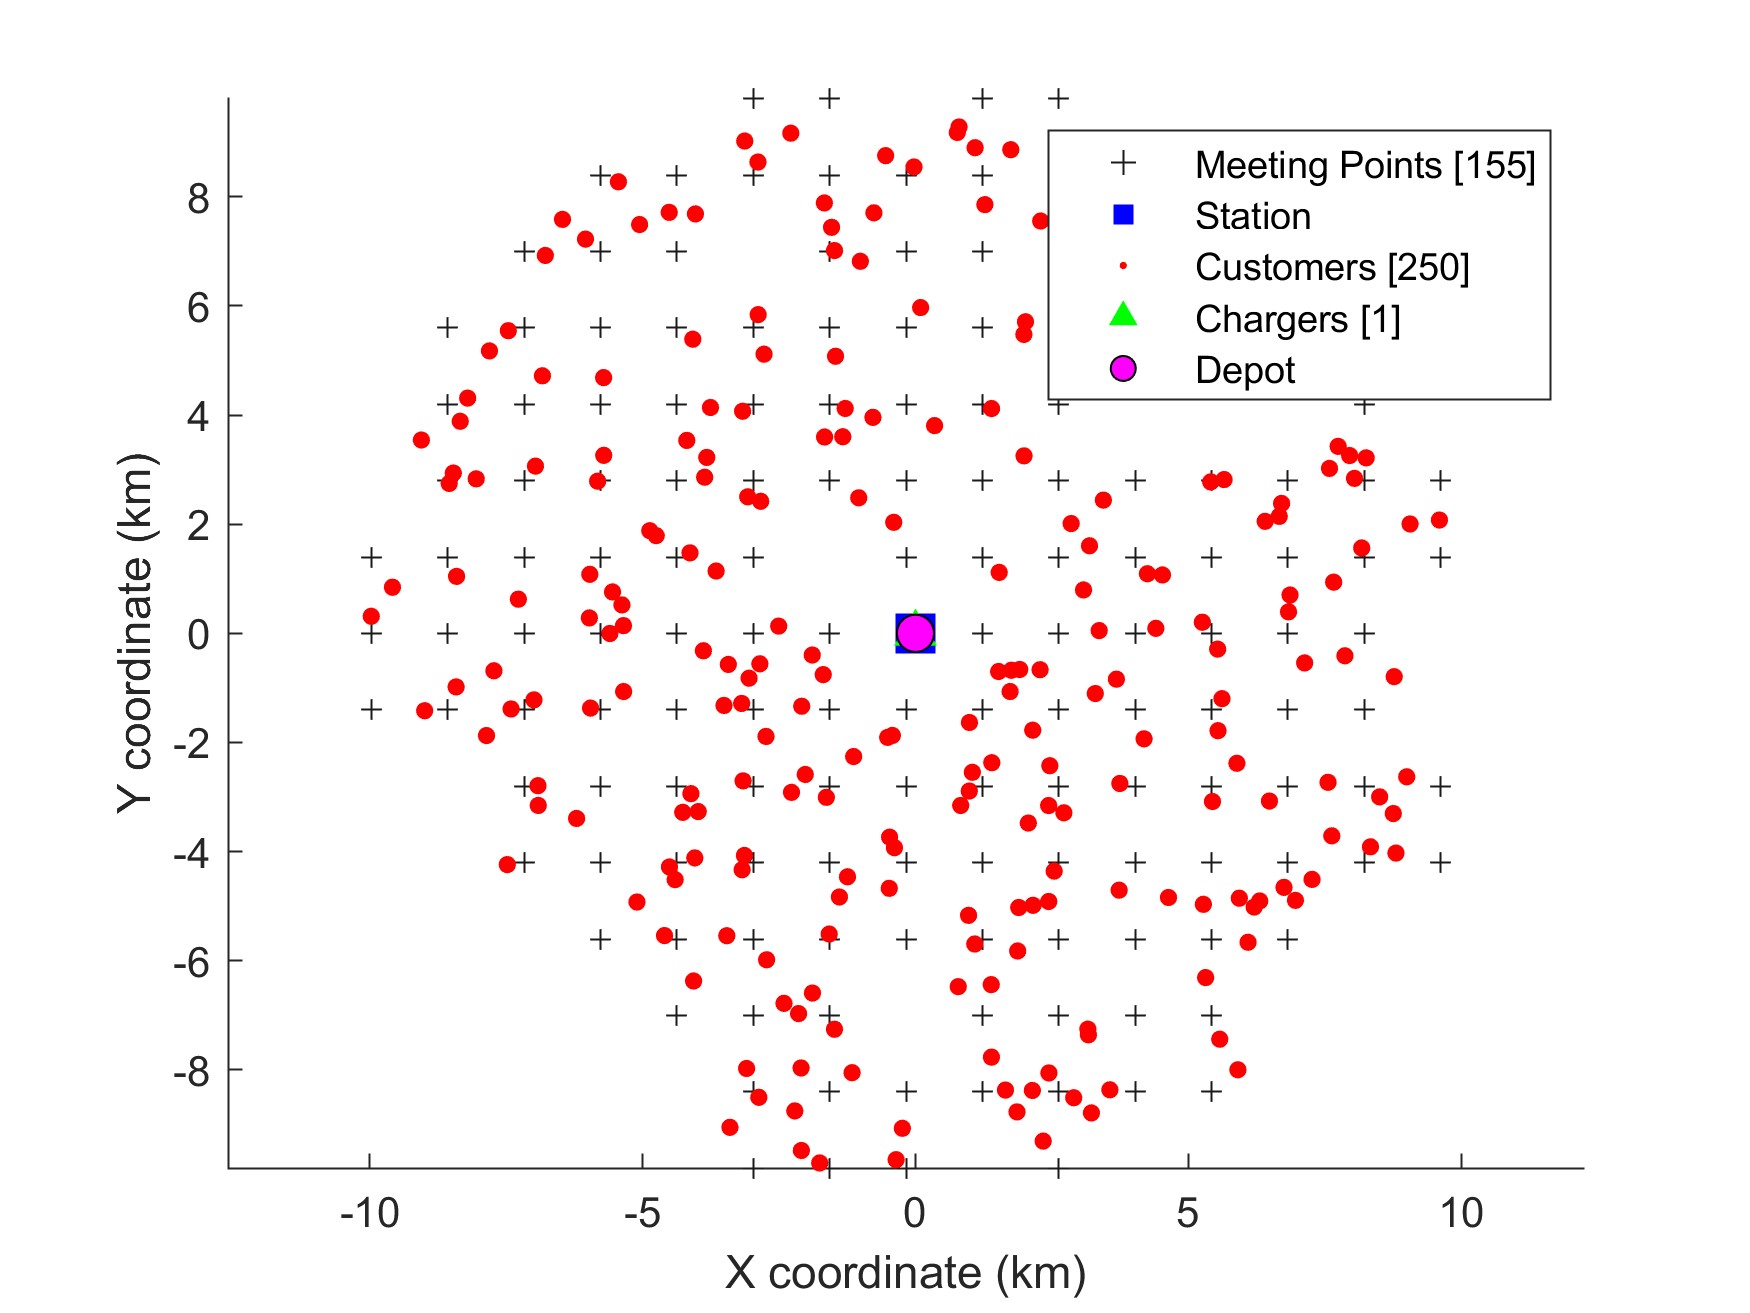 Meeting Points [155]
Station
Customers [250]
Chargers [1]
Depot
8
6
4
2
0
-2
-4
-6
-8
Y coordinate (km)
-10 -5 0 5 10
X coordinate (km)